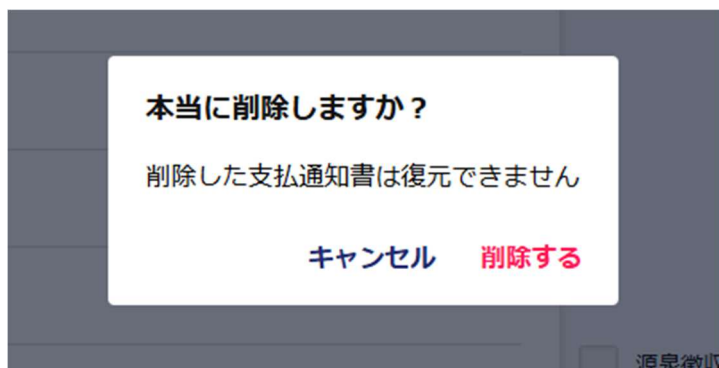 本当に削除しますか？
削除した支払通知書は復元できません
キャンセル 削除する
源泉徴収